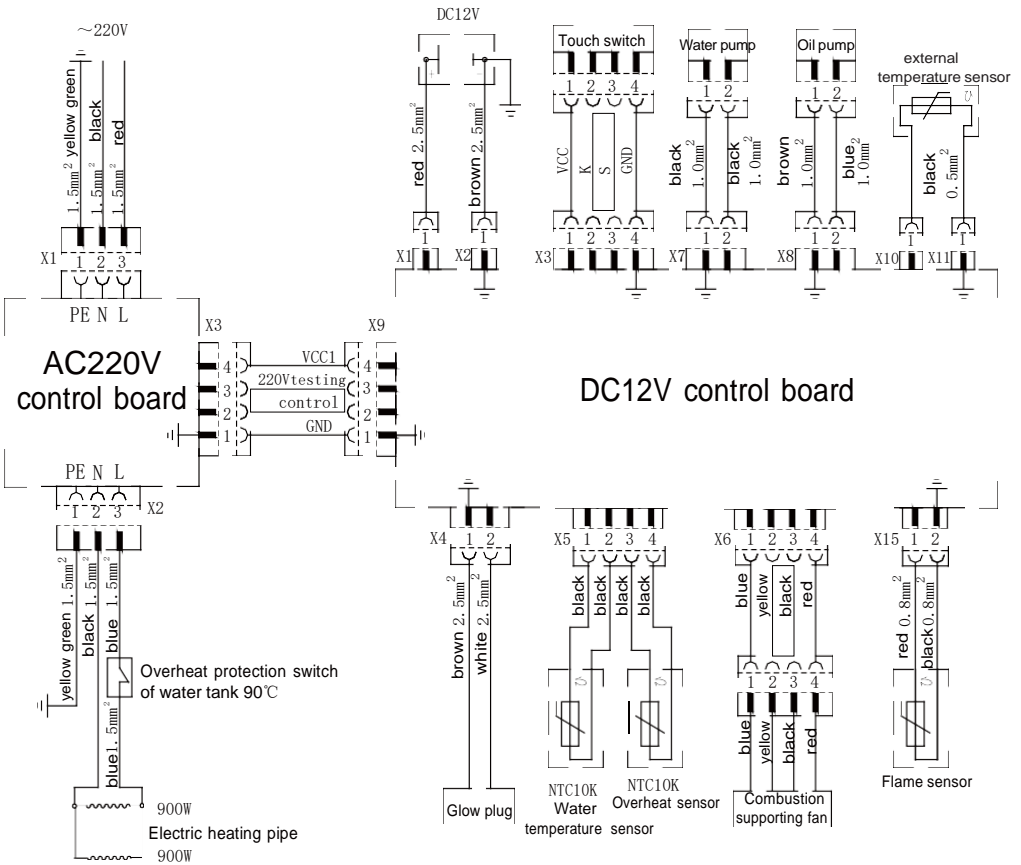 DC12V
~220V
Touch switch
Water pump
Oil pump
external
temperature sensor
+
-
1 2 3 4
1 2
1 2
1.5mm² yellow green
1.5mm² black
1.5mm² red
red 2.5mm²
brown 2.5mm²
VCC
K
S
GND
black 1.0mm²
black 1.0mm²
brown 1.0mm²
blue 1.0mm²
black 0.5mm²
1
1
1 2 3 4
1 2
1 2
1
1
X1
X2
X3
X7
X8
X10
X11
X1
1 2 3
PE N L
X3
X9
AC220V
control board
4
VCC1
4
3
220Vtesting
3
2
control
2
1
GND
1
DC12V control board
PE N L
1 2 3
X2
X4
1 2
X5
1 2 3 4
X6
1 2 3 4
X15
1 2
yellow green 1.5mm²
black 1.5mm²
blue 1.5mm²
brown 2.5mm²
white 2.5mm²
black
black
black
black
blue
yellow
black
red
red 0.8mm²
black 0.8mm²
Overheat protection switch
of water tank 90℃
1 2 3 4
blue1.5mm²
blue
yellow
black
red
900W
Electric heating pipe
900W
Glow plug
NTC10K
Water
temperature sensor
NTC10K
Overheat sensor
Combustion
supporting fan
Flame sensor